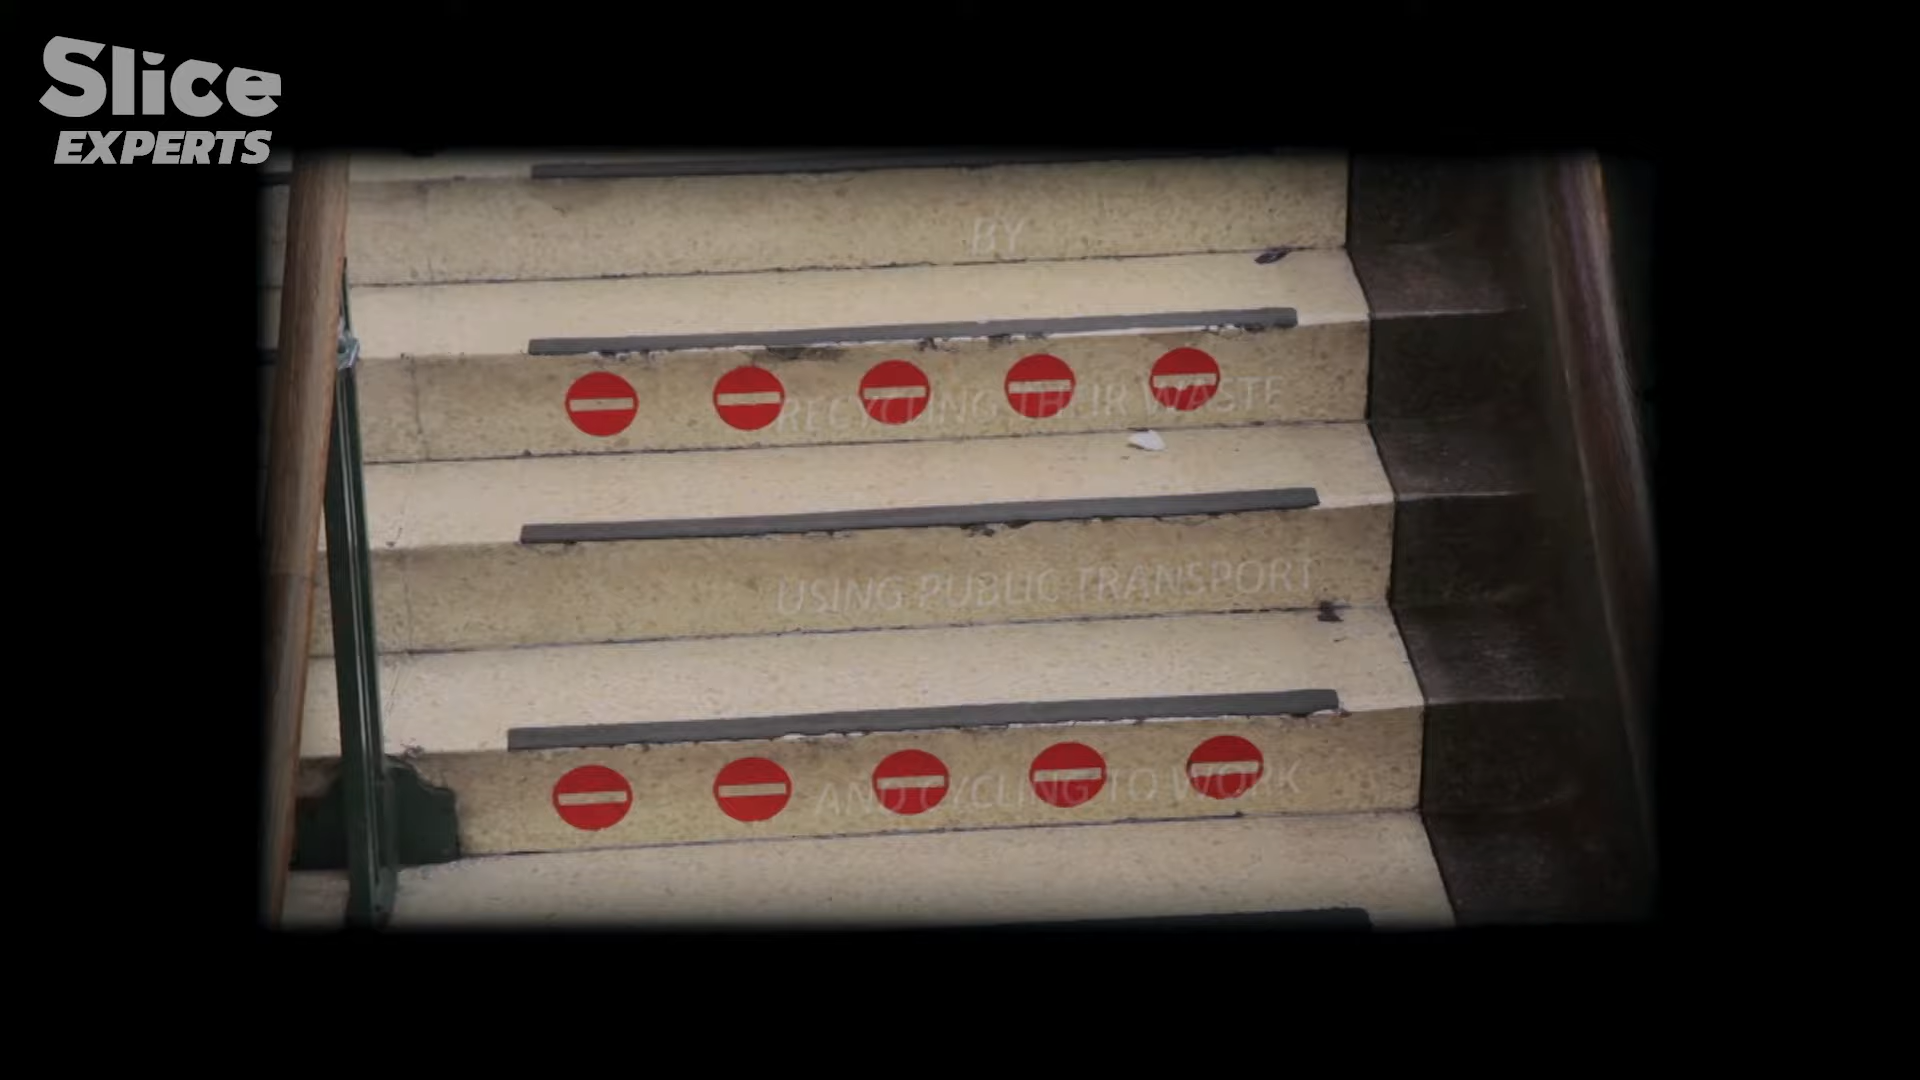 Slice
EXPERTS
BY
RECYCLING THEIR WASTE
USING PUBLIC TRANSPORT
AND CYCLING TO WORK